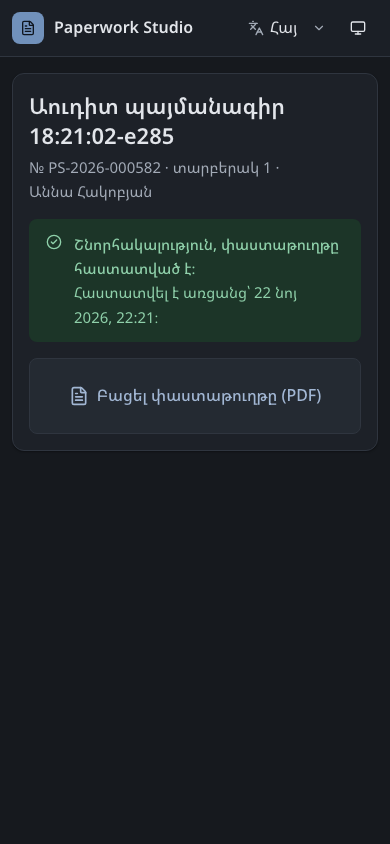 Paperwork Studio
Հայ
Աուդիտ պայմանագիր
18:21:02-e285
№ PS-2026-000582 · տարբերակ 1 ·
Աննա Հակոբյան
Շնորհակալություն, փաստաթուղթը
հաստատված է:
Հաստատվել է առցանց՝ 22 նոյ
2026, 22:21:
Բացել փաստաթուղթը (PDF)